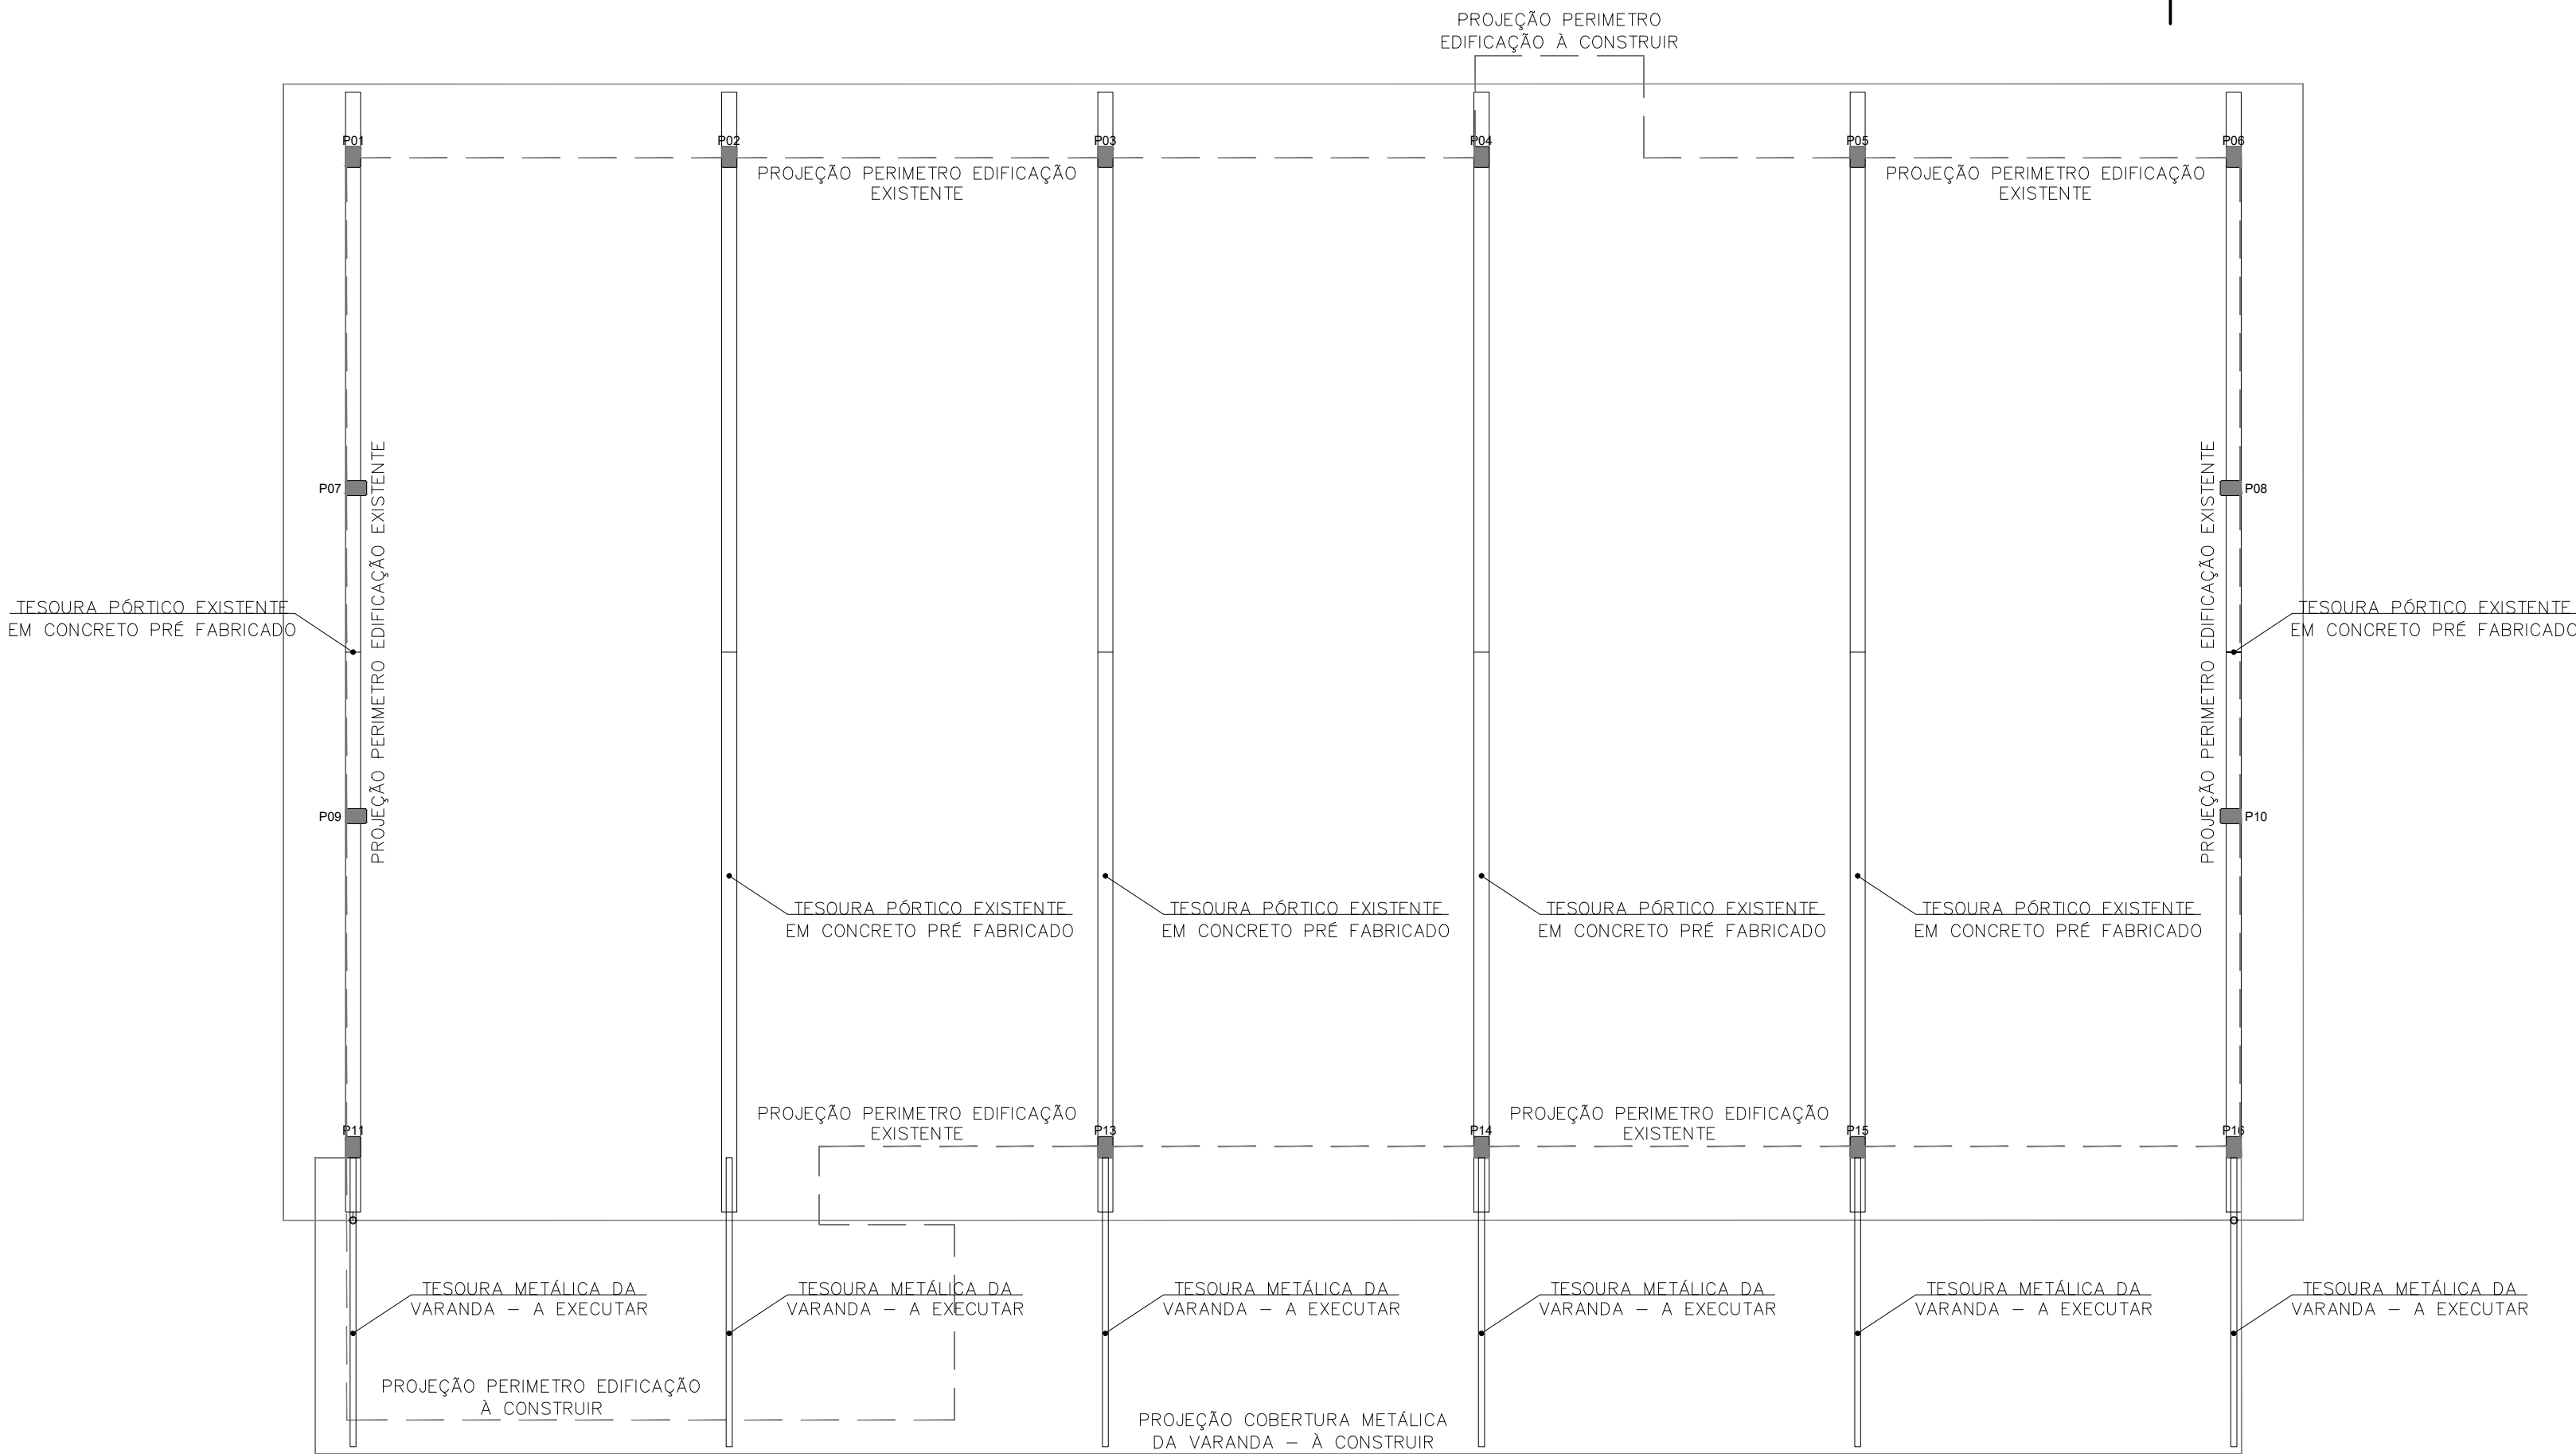 PROJEÇÃO PERIMETRO
EDIFICAÇÃO À CONSTRUIR
P01
P02
P03
P04
P05
P06
PROJEÇÃO PERIMETRO EDIFICAÇÃO
EXISTENTE
PROJEÇÃO PERIMETRO EDIFICAÇÃO
EXISTENTE
P07
PROJEÇÃO PERIMETRO EDIFICAÇÃO EXISTENTE
PROJEÇÃO PERIMETRO EDIFICAÇÃO EXISTENTE
P08
TESOURA PÓRTICO EXISTENTE
EM CONCRETO PRÉ FABRICADO
TESOURA PÓRTICO EXISTENTE
EM CONCRETO PRÉ FABRICADO
P09
P10
TESOURA PÓRTICO EXISTENTE
EM CONCRETO PRÉ FABRICADO
TESOURA PÓRTICO EXISTENTE
EM CONCRETO PRÉ FABRICADO
TESOURA PÓRTICO EXISTENTE
EM CONCRETO PRÉ FABRICADO
TESOURA PÓRTICO EXISTENTE
EM CONCRETO PRÉ FABRICADO
PROJEÇÃO PERIMETRO EDIFICAÇÃO
EXISTENTE
PROJEÇÃO PERIMETRO EDIFICAÇÃO
EXISTENTE
P11
P13
P14
P15
P16
TESOURA METÁLICA DA
VARANDA – A EXECUTAR
TESOURA METÁLICA DA
VARANDA – A EXECUTAR
TESOURA METÁLICA DA
VARANDA – A EXECUTAR
TESOURA METÁLICA DA
VARANDA – A EXECUTAR
TESOURA METÁLICA DA
VARANDA – A EXECUTAR
TESOURA METÁLICA DA
VARANDA – A EXECUTAR
PROJEÇÃO PERIMETRO EDIFICAÇÃO
À CONSTRUIR
PROJEÇÃO COBERTURA METÁLICA
DA VARANDA – À CONSTRUIR